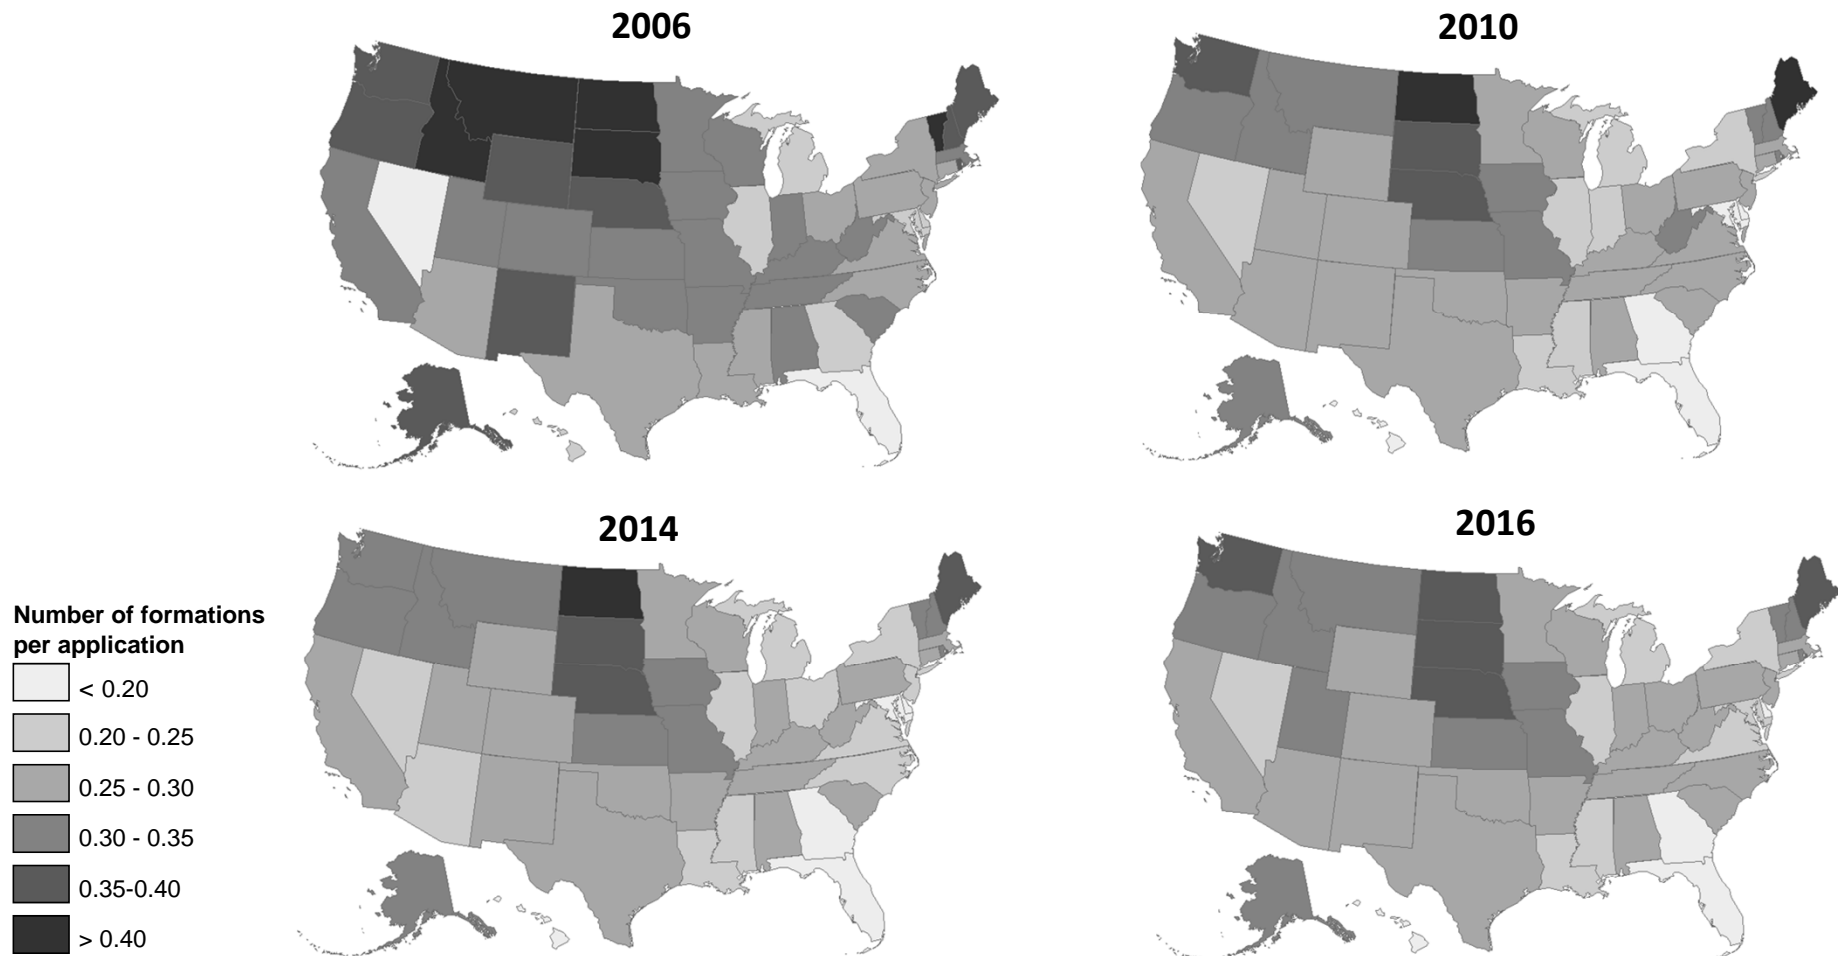 2006
2010
2014
2016
Number of formations
per application
< 0.20
0.20 - 0.25
0.25 - 0.30
0.30 - 0.35
0.35-0.40
> 0.40